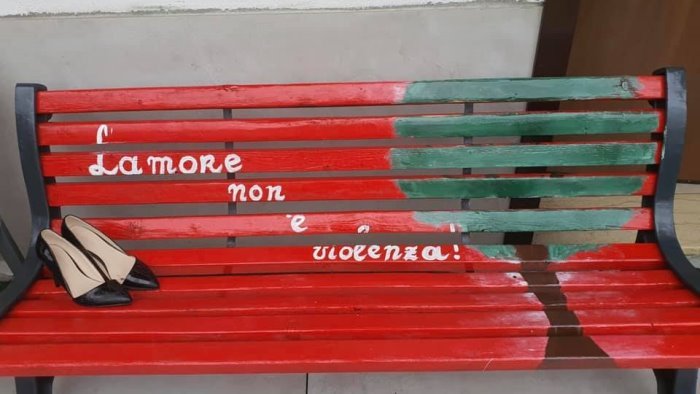 L'amore
non
è
violenza!